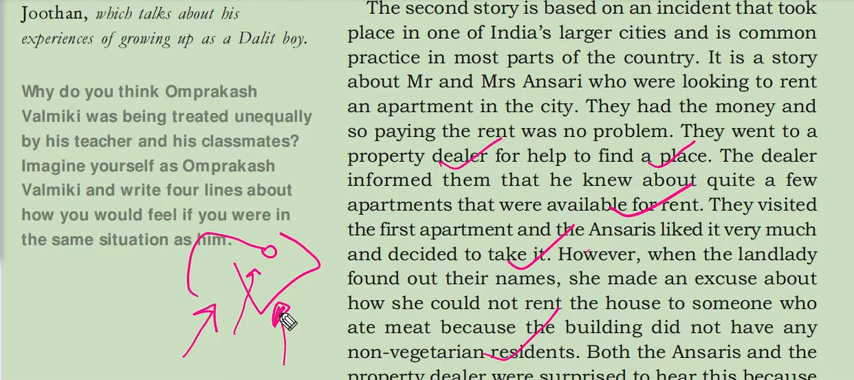 Joothan, which talks about his
experiences of growing up as a Dalit boy.
Why do you think Omprakash
Valmiki was being treated unequally
by his teacher and his classmates?
Imagine yourself as Omprakash
Valmiki and write four lines about
how you would feel if you were in
the same situation as him.
The second story is based on an incident that took
place in one of India's larger cities and is common
practice in most parts of the country. It is a story
about Mr and Mrs Ansari who were looking to rent
an apartment in the city. They had the money and
so paying the rent was no problem. They went to a
property dealer for help to find a place. The dealer
informed them that he knew about quite a few
apartments that were available for rent. They visited
the first apartment and the Ansaris liked it very much
and decided to take it. However, when the landlady
found out their names, she made an excuse about
how she could not rent the house to someone who
ate meat because the building did not have any
non-vegetarian residents. Both the Ansaris and the
property dealer were surprised to hear this because